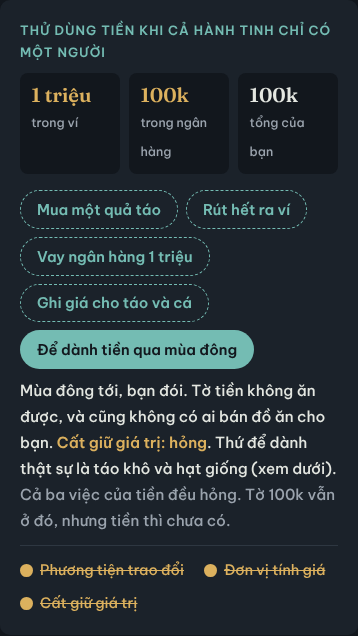 THỬ DÙNG TIỀN KHI CẢ HÀNH TINH CHỈ CÓ
MỘT NGƯỜI
1 triệu
trong ví
100k
trong ngân
hàng
100k
tổng của
bạn
Mua một quả táo
Rút hết ra ví
Vay ngân hàng 1 triệu
Ghi giá cho táo và cá
Để dành tiền qua mùa đông
Mùa đông tới, bạn đói. Tờ tiền không ăn
được, và cũng không có ai bán đồ ăn cho
bạn. Cất giữ giá trị: hỏng. Thứ để dành
thật sự là táo khô và hạt giống (xem dưới).
Cả ba việc của tiền đều hỏng. Tờ 100k vẫn
ở đó, nhưng tiền thì chưa có.
Phương tiện trao đổi
Đơn vị tính giá
Cất giữ giá trị